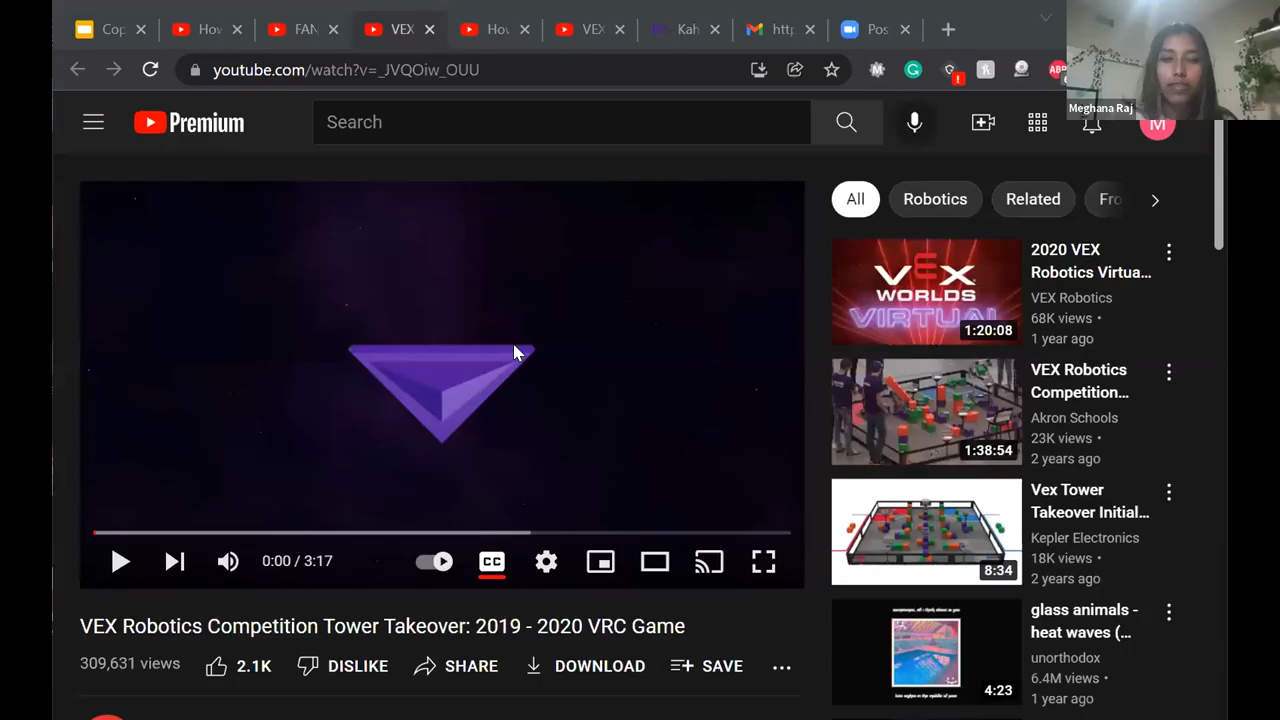 Cop
How
FAN
VEX
How
VEX
Kah
http
Pos
youtube.com/watch?v=_JVQOiw_OUU
ABP
Meghana Raj
Premium
Search
M
All
Robotics
Related
Fro
VEX
WORLDS
VIRTUAL
1:20:08
2020 VEX
Robotics Virtua...
VEX Robotics
68K views •
1 year ago
1:38:54
VEX Robotics
Competition...
Akron Schools
23K views •
2 years ago
8:34
Vex Tower
Takeover Initial...
Kepler Electronics
18K views •
2 years ago
4:23
glass animals -
heat waves (...
unorthodox
6.4M views •
1 year ago
0:00 / 3:17
CC
VEX Robotics Competition Tower Takeover: 2019 - 2020 VRC Game
309,631 views
2.1K
DISLIKE
SHARE
DOWNLOAD
SAVE